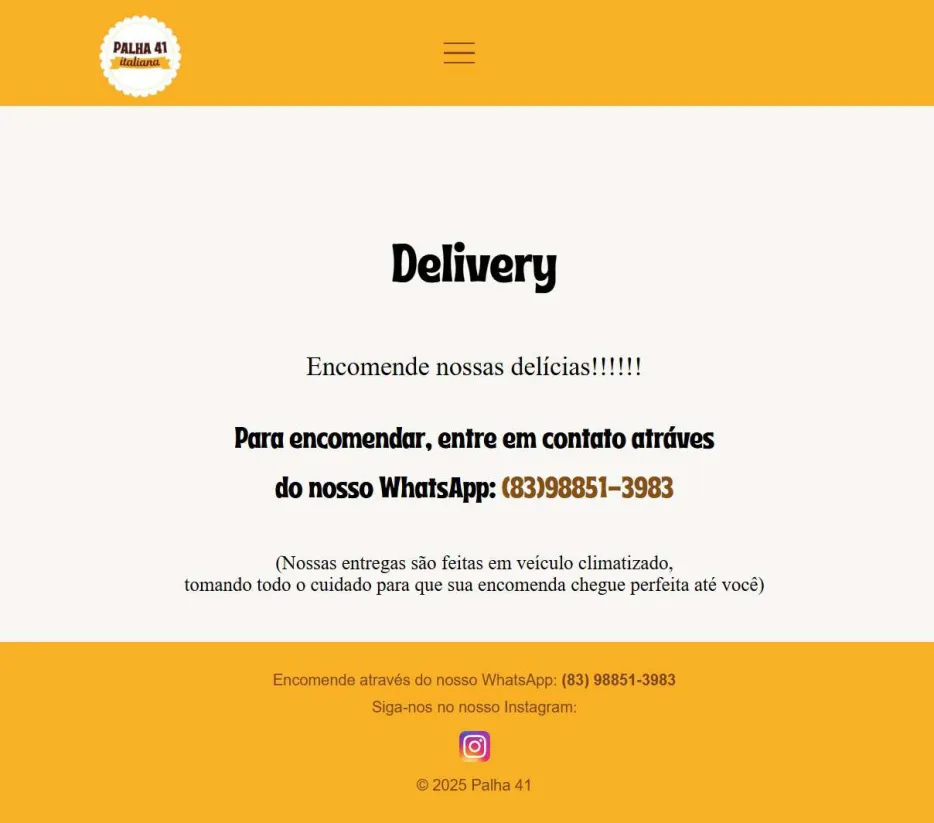 PALHA 41
italiana
Delivery
Encomende nossas delícias!!!!!!
Para encomendar, entre em contato atráves
do nosso WhatsApp: (83)98851-3983
(Nossas entregas são feitas em veículo climatizado,
tomando todo o cuidado para que sua encomenda chegue perfeita até você)
Encomende através do nosso WhatsApp: (83) 98851-3983
Siga-nos no nosso Instagram:
© 2025 Palha 41